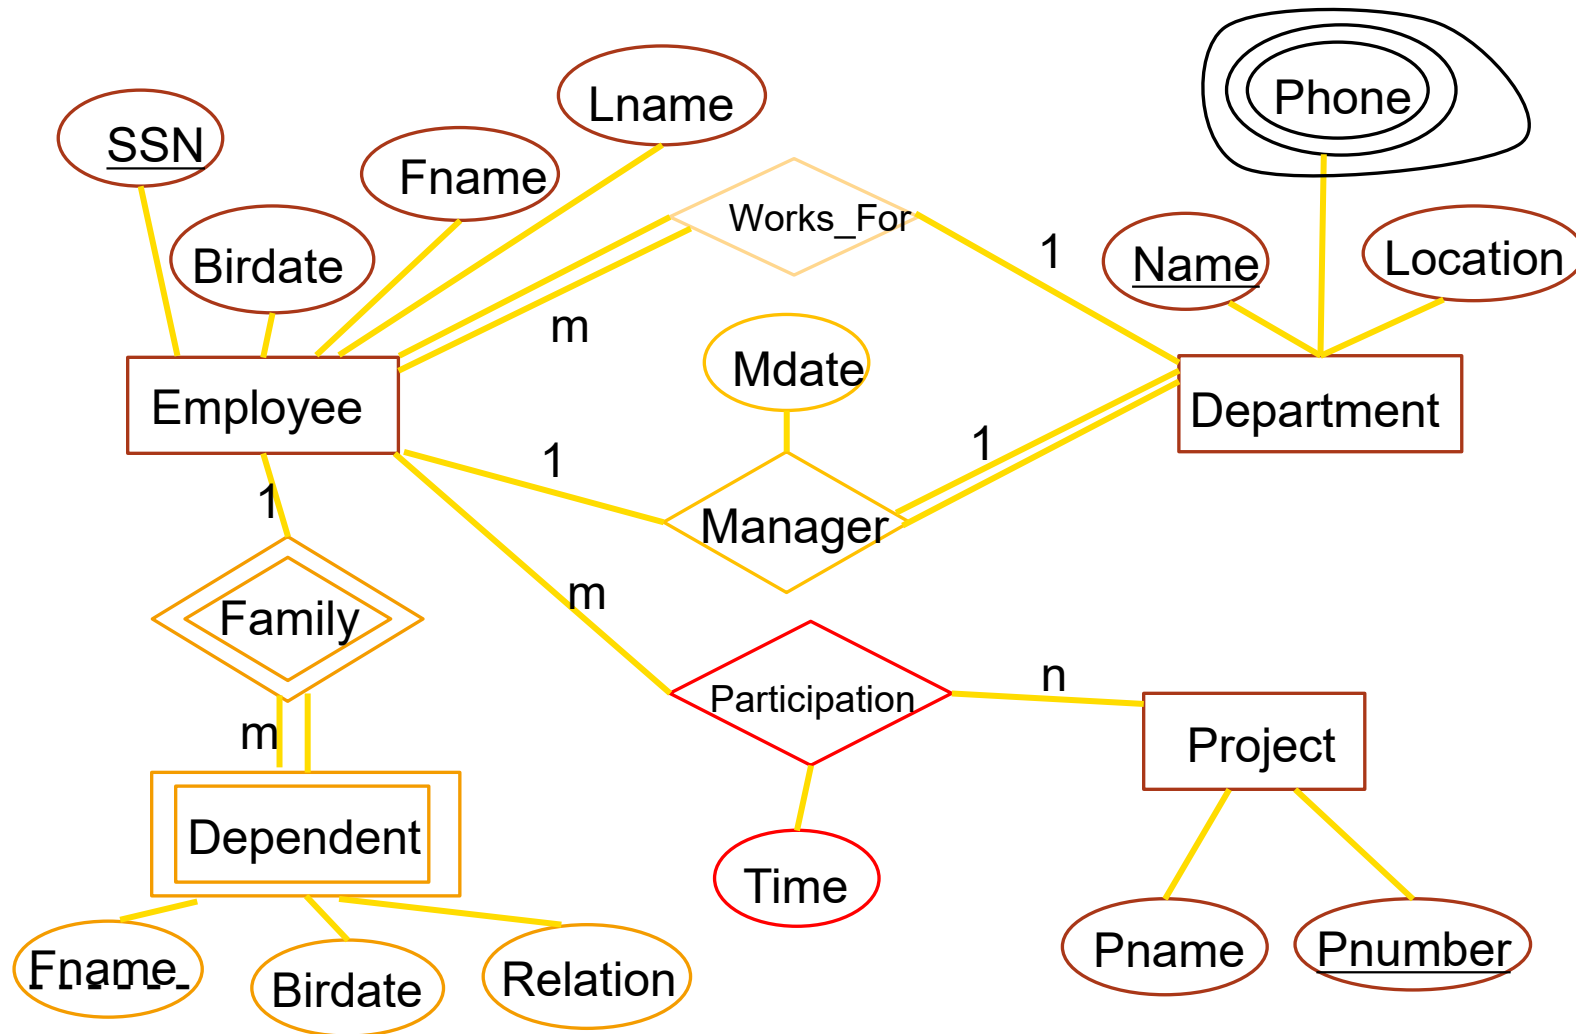 Lname
Phone
SSN
Fname
Works_For
Birdate
1
Name
Location
m
Mdate
Employee
Department
1
1
1
Manager
Family
m
n
Participation
m
Project
Dependent
Time
Fname
Birdate
Relation
Pname
Pnumber